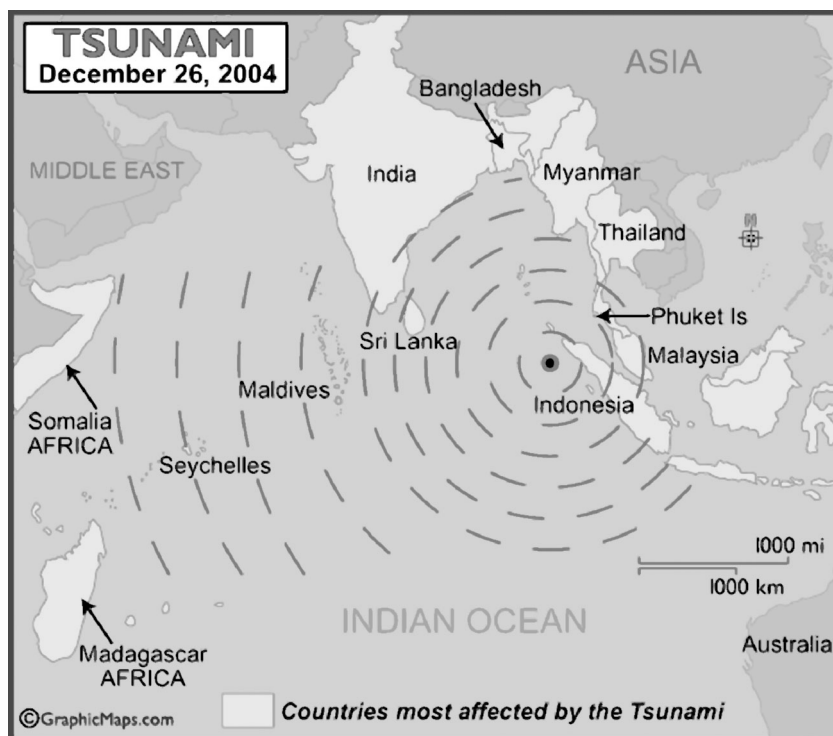 TSUNAMI
December 26, 2004
ASIA
Bangladesh
MIDDLE EAST
India
Myanmar
Thailand
N
Phuket Is
Sri Lanka
Malaysia
Maldives
Indonesia
Somalia
AFRICA
Seychelles
1000 mi
1000 km
INDIAN OCEAN
Australia
Madagascar
AFRICA
©GraphicMaps.com
Countries most affected by the Tsunami